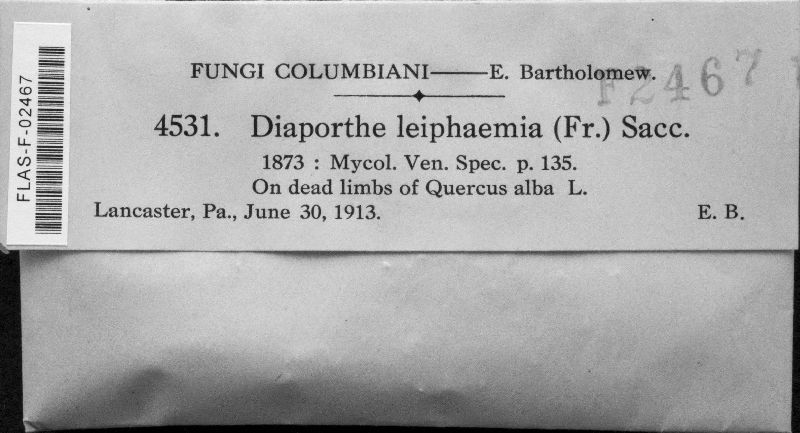 FUNGI COLUMBIANI——E. Bartholomew.
F2467
4531. Diaporthe leiphaemia (Fr.) Sacc.
1873 : Mycol. Ven. Spec. p. 135.
On dead limbs of Quercus alba L.
Lancaster, Pa., June 30, 1913. E. B.
FLAS-F-02467